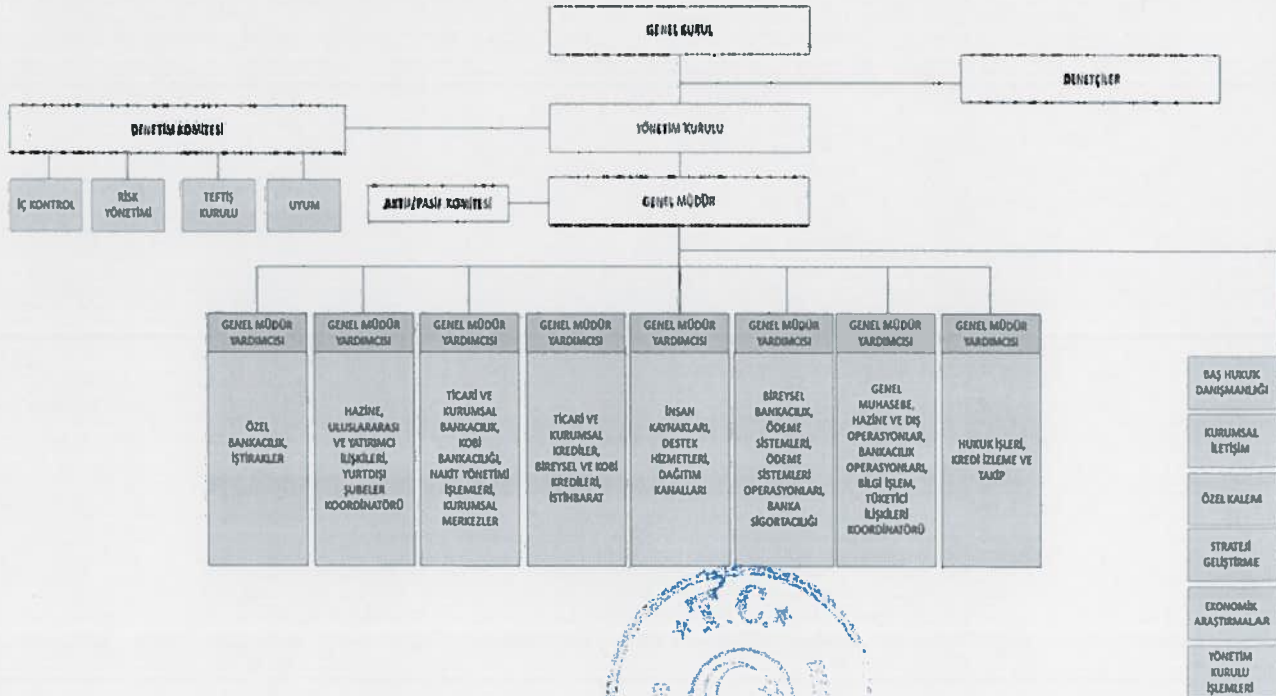 GENEL KURUL
DENETÇİLER
DENETİM KOMİTESİ
YÖNETİM KURULU
İÇ KONTROL
RİSK
YÖNETİMİ
TEFTİŞ
KURULU
UYUM
AKTİF/PASİF KOMİTESİ
GENEL MÜDÜR
GENEL MÜDÜR
YARDIMCISI
ÖZEL
BANKACILIK,
İŞTİRAKLER
GENEL MÜDÜR
YARDIMCISI
HAZİNE,
ULUSLARARASI
VE YATIRIMCI
İLİŞKİLERİ,
YURTDIŞI
ŞUBELER
KOORDİNATÖRÜ
GENEL MÜDÜR
YARDIMCISI
TİCARİ VE
KURUMSAL
BANKACILIK,
KOBİ
BANKACILIĞI,
NAKİT YÖNETİMİ
İŞLEMLERİ,
KURUMSAL
MERKEZLER
GENEL MÜDÜR
YARDIMCISI
TİCARİ VE
KURUMSAL
KREDİLER,
BİREYSEL VE KOBİ
KREDİLERİ,
İSTİHBARAT
GENEL MÜDÜR
YARDIMCISI
İNSAN
KAYNAKLARI,
DESTEK
HİZMETLERİ,
DAĞITIM
KANALLARI
GENEL MÜDÜR
YARDIMCISI
BİREYSEL
BANKACILIK,
ÖDEME
SİSTEMLERİ,
ÖDEME
SİSTEMLERİ
OPERASYONLARI,
BANKA
SİGORTACILIĞI
GENEL MÜDÜR
YARDIMCISI
GENEL
MUHASEBE,
HAZİNE VE DIŞ
OPERASYONLAR,
BANKACILIK
OPERASYONLARI,
BİLGİ İŞLEM,
TÜKETİCİ
İLİŞKİLERİ
KOORDİNATÖRÜ
GENEL MÜDÜR
YARDIMCISI
HUKUK İŞLERİ,
KREDİ İZLEME VE
TAKİP
BAŞ HUKUK
DANIŞMANLIĞI
KURUMSAL
İLETİŞİM
ÖZEL KALEM
STRATEJİ
GELİŞTİRME
EKONOMİK
ARAŞTIRMALAR
YÖNETİM
KURULU
İŞLEMLERİ
T.C.